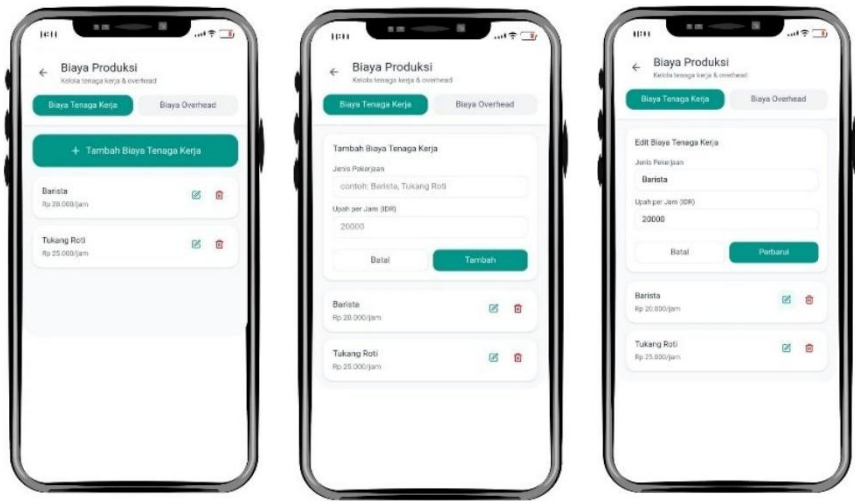 Biaya Produksi
Kelola tenaga kerja & overhead
Biaya Tenaga Kerja
Biaya Overhead
+ Tambah Biaya Tenaga Kerja
Barista
Rp 20.000/jam
Tukang Roti
Rp 25.000/jam
Biaya Produksi
Kelola tenaga kerja & overhead
Biaya Tenaga Kerja
Biaya Overhead
Tambah Biaya Tenaga Kerja
Jenis Pekerjaan
contoh: Barista, Tukang Roti
Upah per Jam (IDR)
20000
Batal
Tambah
Barista
Rp 20.000/jam
Tukang Roti
Rp 25.000/jam
Biaya Produksi
Kelola tenaga kerja & overhead
Biaya Tenaga Kerja
Biaya Overhead
Edit Biaya Tenaga Kerja
Jenis Pekerjaan
Barista
Upah per Jam (IDR)
20000
Batal
Perbarui
Barista
Rp 20.000/jam
Tukang Roti
Rp 25.000/jam